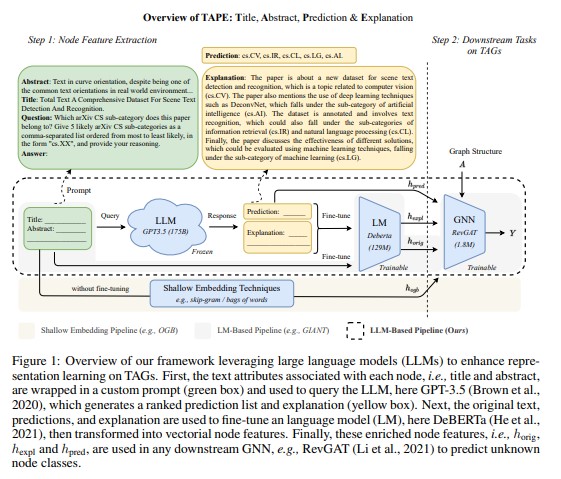 Overview of TAPE: Title, Abstract, Prediction & Explanation
Step 1: Node Feature Extraction
Step 2: Downstream Tasks
on TAGs
Prediction: cs.CV, cs.IR, cs.CL, cs.LG, cs.AI.
Abstract: Text in curve orientation, despite being one of
the common text orientations in real world environment...
Title: Total Text A Comprehensive Dataset For Scene Text
Detection And Recognition.
Question: Which arXiv CS sub-category does this paper
belong to? Give 5 likely arXiv CS sub-categories as a
comma-separated list ordered from most to least likely, in
the form "cs.XX", and provide your reasoning.
Answer:
Explanation: The paper is about a new dataset for scene text
detection and recognition, which is a topic related to computer vision
(cs.CV). The paper also mentions the use of deep learning techniques
such as DeconvNet, which falls under the sub-category of artificial
intelligence (cs.AI). The dataset is annotated and involves text
recognition, which could also fall under the sub-categories of
information retrieval (cs.IR) and natural language processing (cs.CL).
Finally, the paper discusses the effectiveness of different solutions,
which could be evaluated using machine learning techniques, falling
under the sub-category of machine learning (cs.LG).
Graph Structure
A
Prompt
Title:
Abstract:
Query
LLM
GPT3.5 (175B)
Frozen
Response
Prediction:
Explanation:
Fine-tune
Fine-tune
LM
Deberta
(129M)
Trainable
hpred
hexpl
horig
GNN
RevGAT
(1.8M)
Trainable
Y
without fine-tuning
Shallow Embedding Techniques
e.g., skip-gram / bags of words
hogb
Shallow Embedding Pipeline (e.g., OGB)
LM-Based Pipeline (e.g., GIANT)
LLM-Based Pipeline (Ours)
Figure 1: Overview of our framework leveraging large language models (LLMs) to enhance repre-
sentation learning on TAGs. First, the text attributes associated with each node, i.e., title and abstract,
are wrapped in a custom prompt (green box) and used to query the LLM, here GPT-3.5 (Brown et al.,
2020), which generates a ranked prediction list and explanation (yellow box). Next, the original text,
predictions, and explanation are used to fine-tune an language model (LM), here DeBERTa (He et al.,
2021), then transformed into vectorial node features. Finally, these enriched node features, i.e., horig,
hexpl and hpred, are used in any downstream GNN, e.g., RevGAT (Li et al., 2021) to predict unknown
node classes.